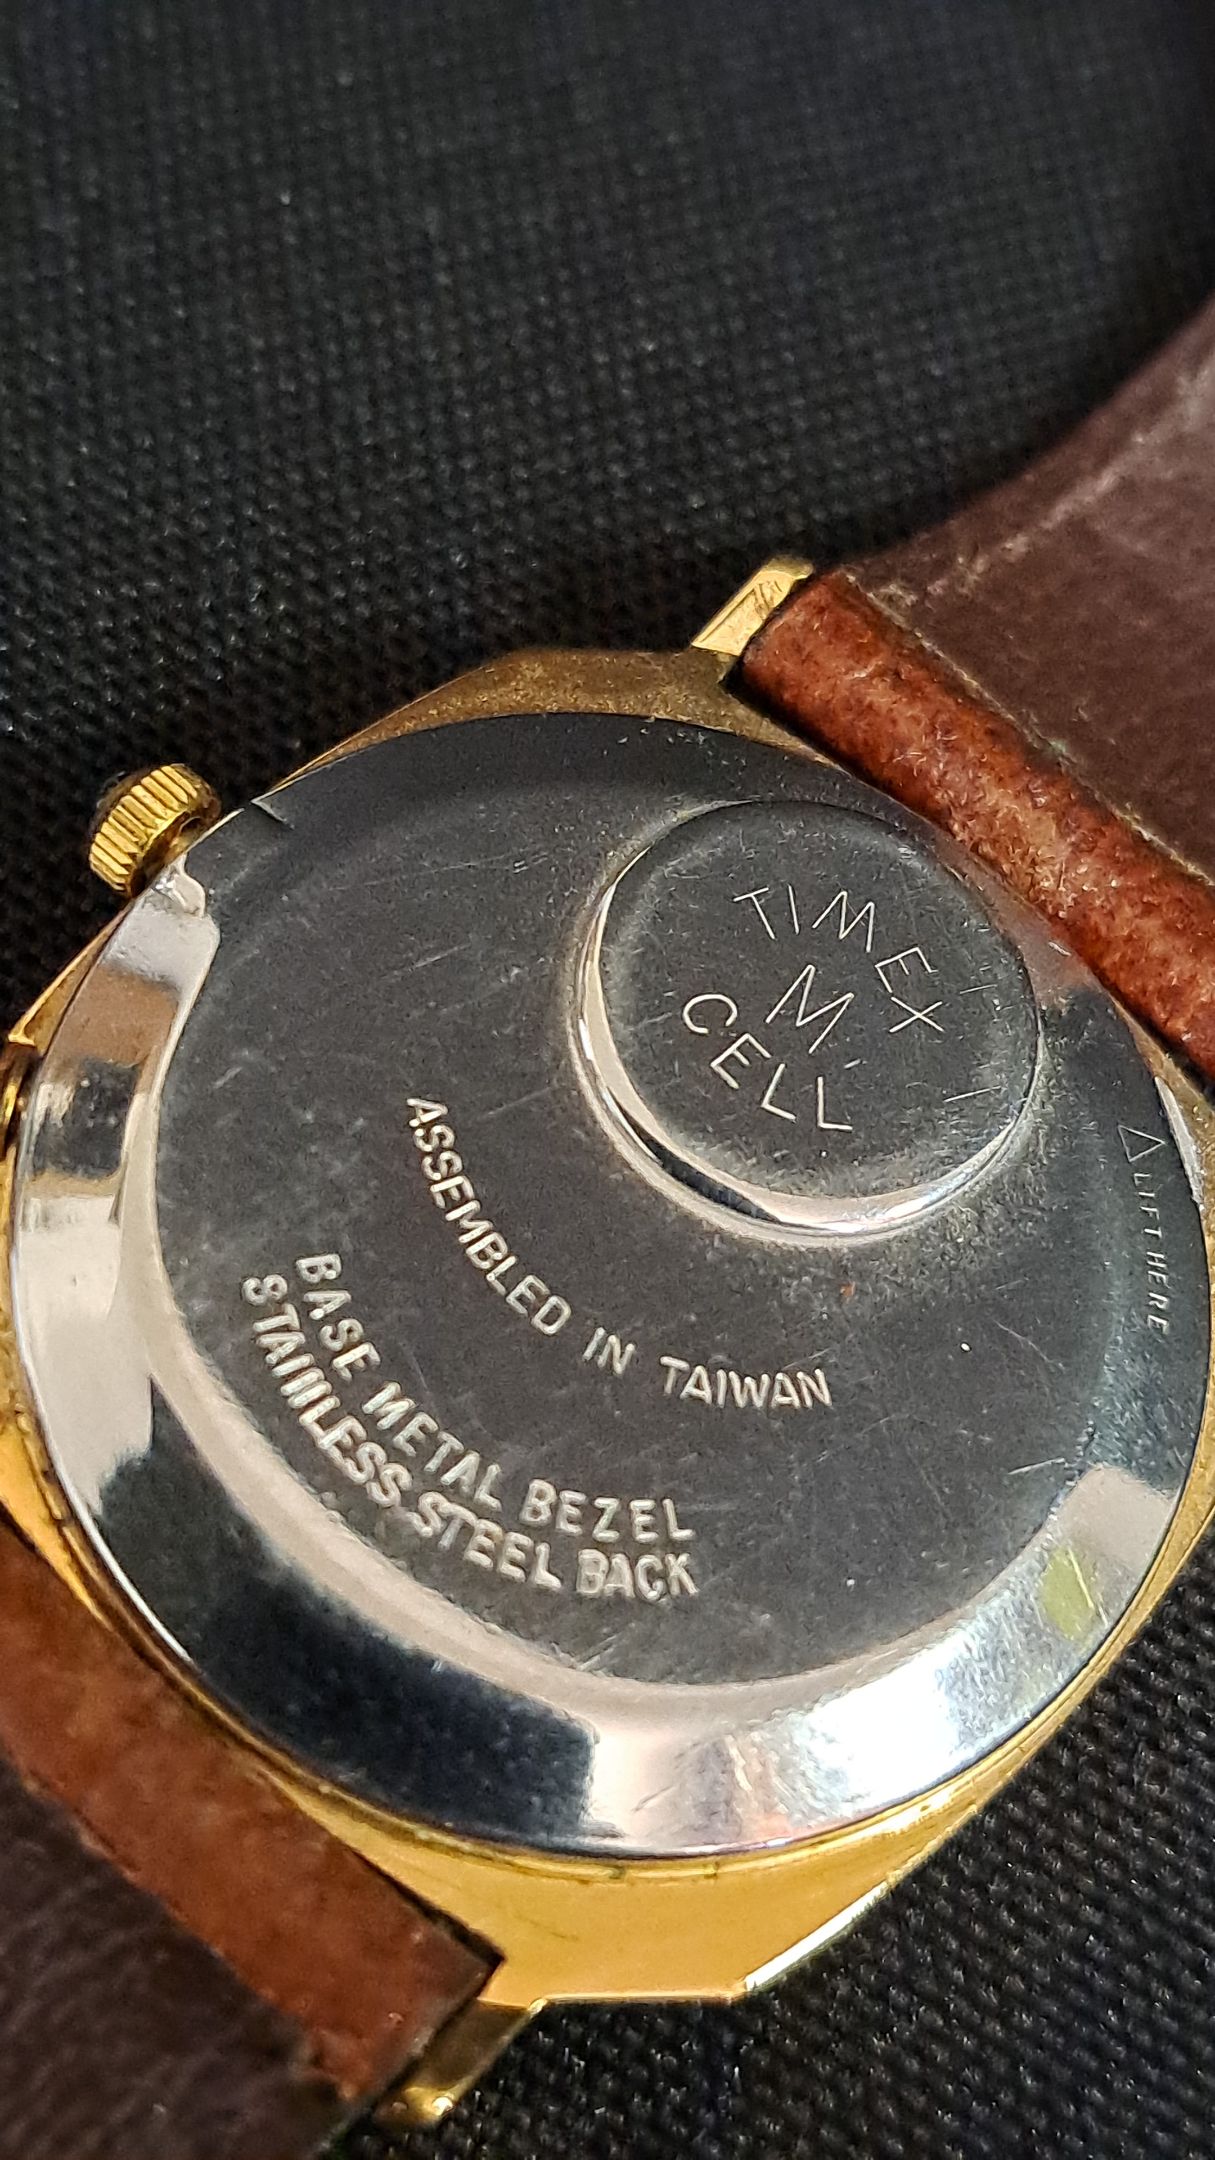 TIMEX
M
CELL
△ LIFT HERE
ASSEMBLED IN TAIWAN
BASE METAL BEZEL
STAINLESS STEEL BACK